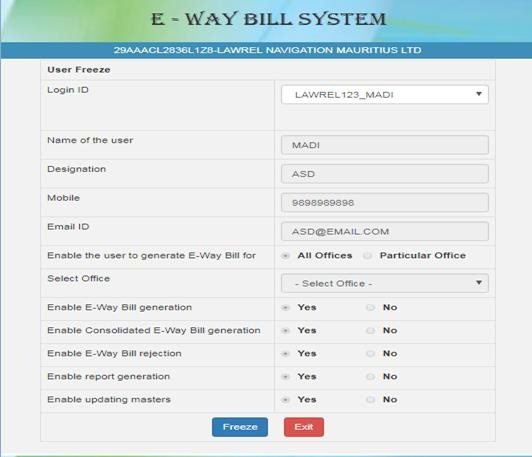 E - WAY BILL SYSTEM
29AAACL2836L1Z8-LAWREL NAVIGATION MAURITIUS LTD
User Freeze
Login ID LAWREL123_MADI
Name of the user MADI
Designation ASD
Mobile 9898989898
Email ID ASD@EMAIL.COM
Enable the user to generate E-Way Bill for All Offices Particular Office
Select Office - Select Office -
Enable E-Way Bill generation Yes No
Enable Consolidated E-Way Bill generation Yes No
Enable E-Way Bill rejection Yes No
Enable report generation Yes No
Enable updating masters Yes No
Freeze Exit